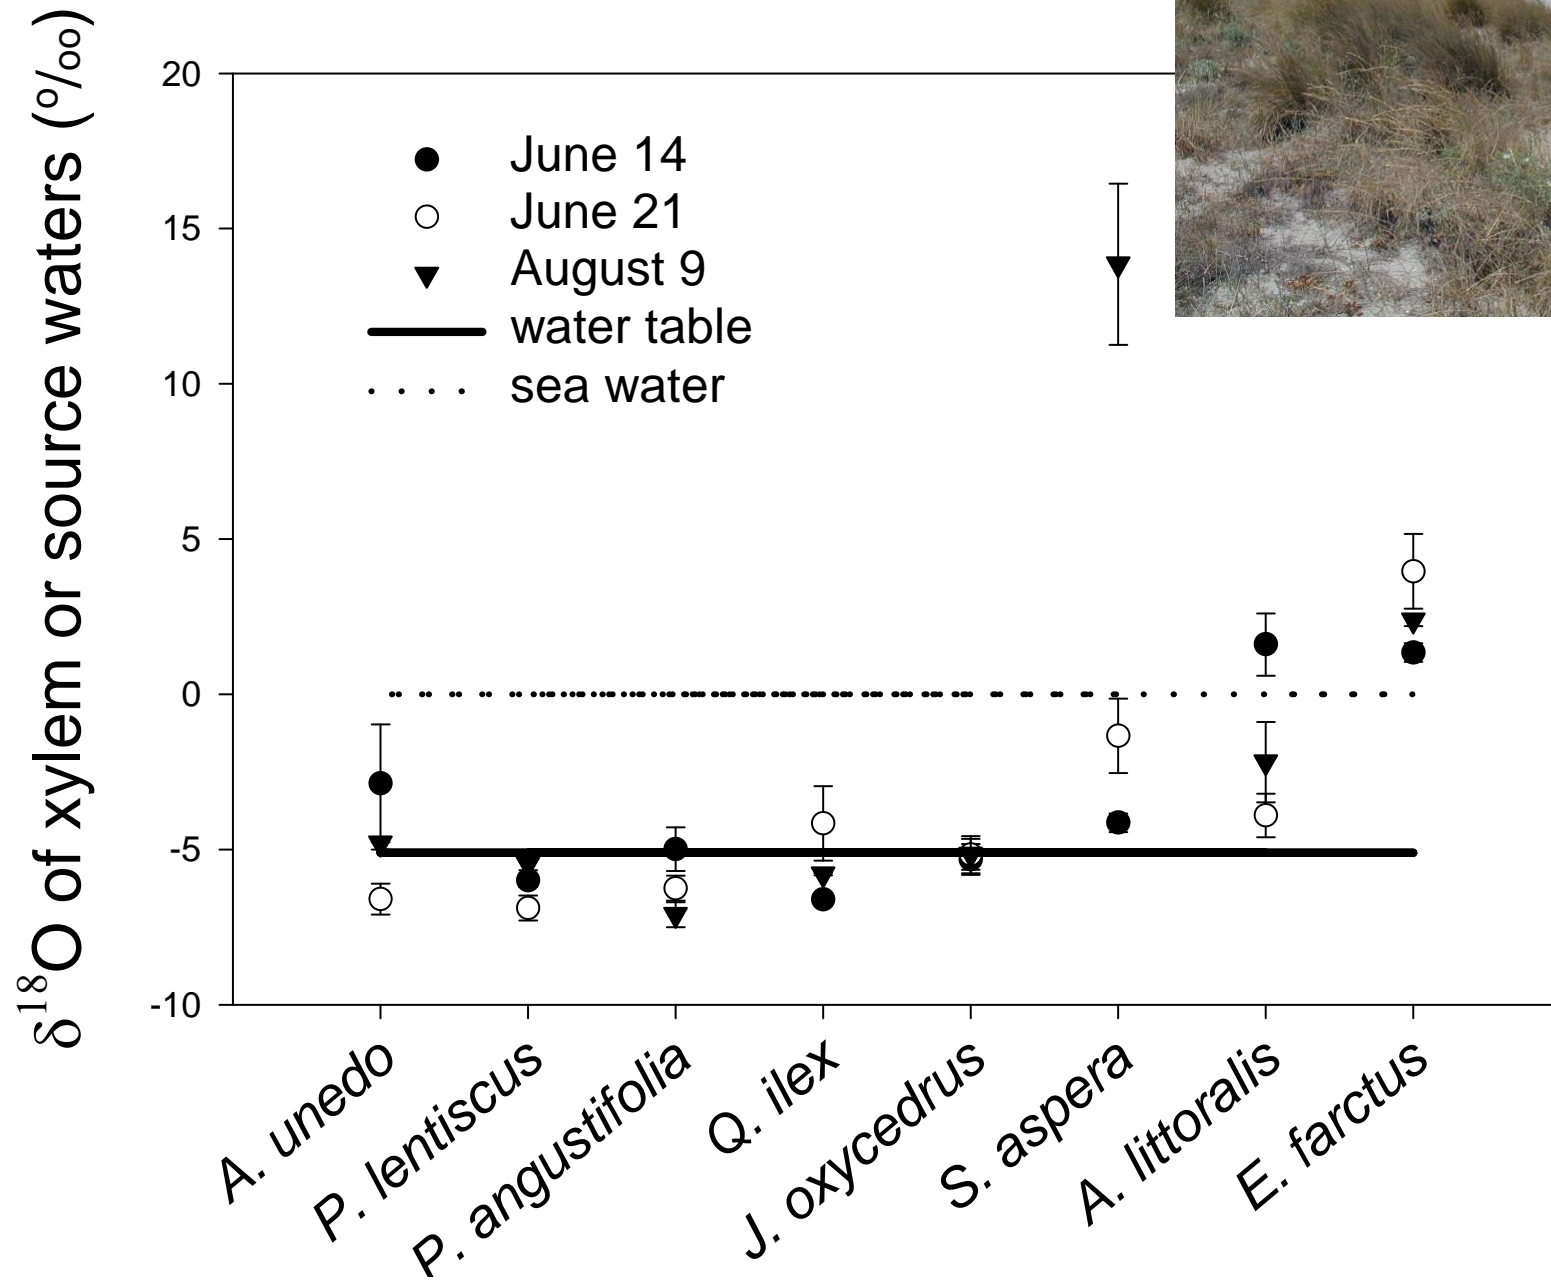 δ18O of xylem or source waters (‰)
20
15
10
5
0
-5
-10
June 14
June 21
August 9
water table
sea water
A. unedo
P. lentiscus
P. angustifolia
Q. ilex
J. oxycedrus
S. aspera
A. littoralis
E. farctus